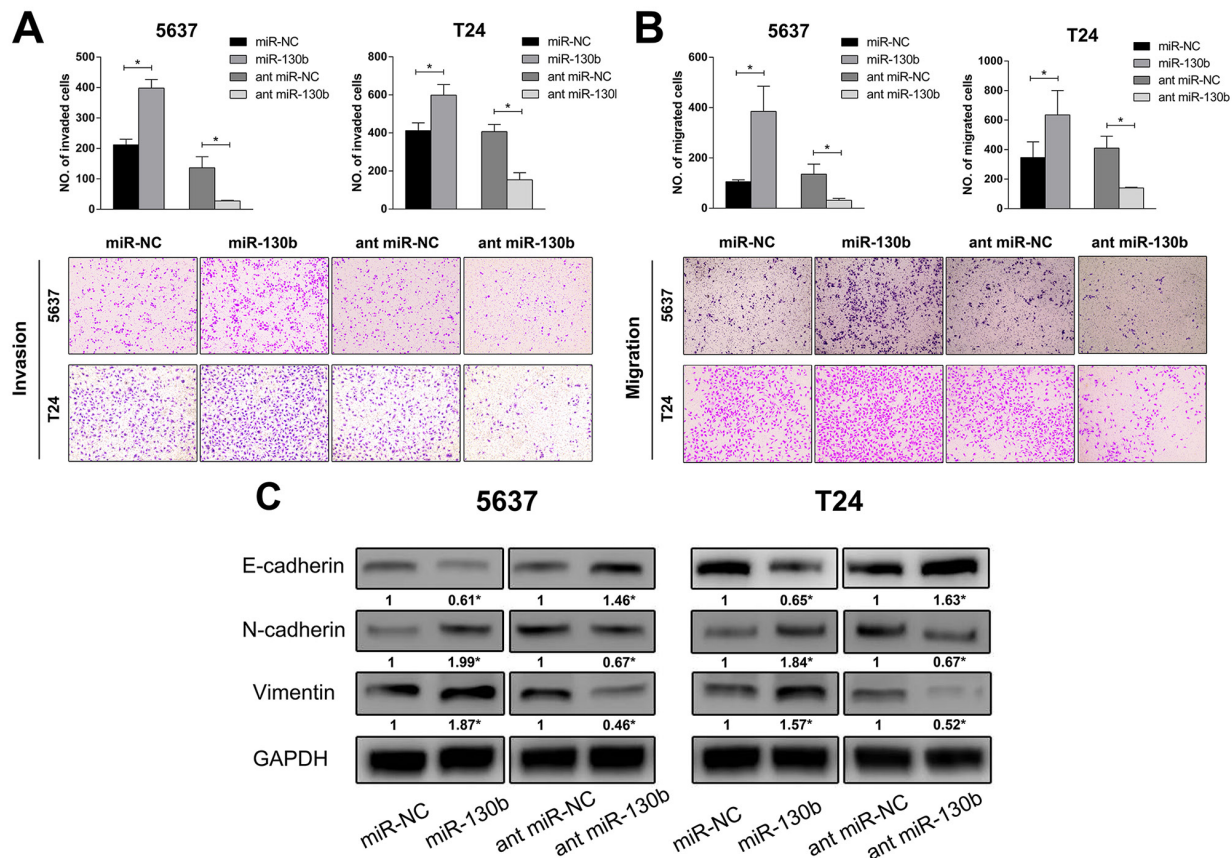 A
5637
miR-NC
miR-130b
ant miR-NC
ant miR-130b
NO. of invaded cells
500
400
300
200
100
0
*
*
T24
miR-NC
miR-130b
ant miR-NC
ant miR-130l
NO. of invaded cells
800
600
400
200
0
*
*
miR-NC miR-130b ant miR-NC ant miR-130b
Invasion
5637
T24
B
5637
miR-NC
miR-130b
ant miR-NC
ant miR-130b
NO. of migrated cells
600
400
200
0
*
*
T24
miR-NC
miR-130b
ant miR-NC
ant miR-130b
NO. of migrated cells
1000
800
600
400
200
0
*
*
miR-NC miR-130b ant miR-NC ant miR-130b
Migration
5637
T24
C
5637 T24
E-cadherin
1 0.61* 1 1.46* 1 0.65* 1 1.63*
N-cadherin
1 1.99* 1 0.67* 1 1.84* 1 0.67*
Vimentin
1 1.87* 1 0.46* 1 1.57* 1 0.52*
GAPDH
miR-NC miR-130b ant miR-NC ant miR-130b miR-NC miR-130b ant miR-NC ant miR-130b